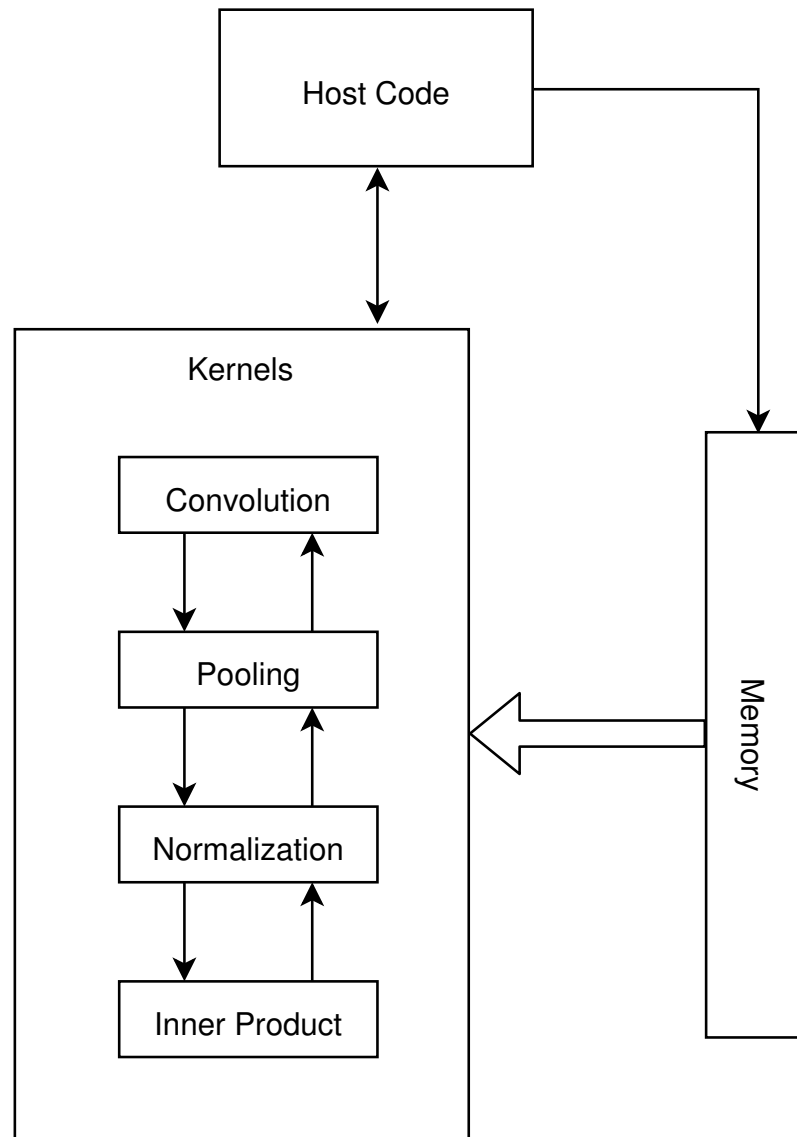 Host Code
Kernels
Convolution
Pooling
Normalization
Inner Product
Memory